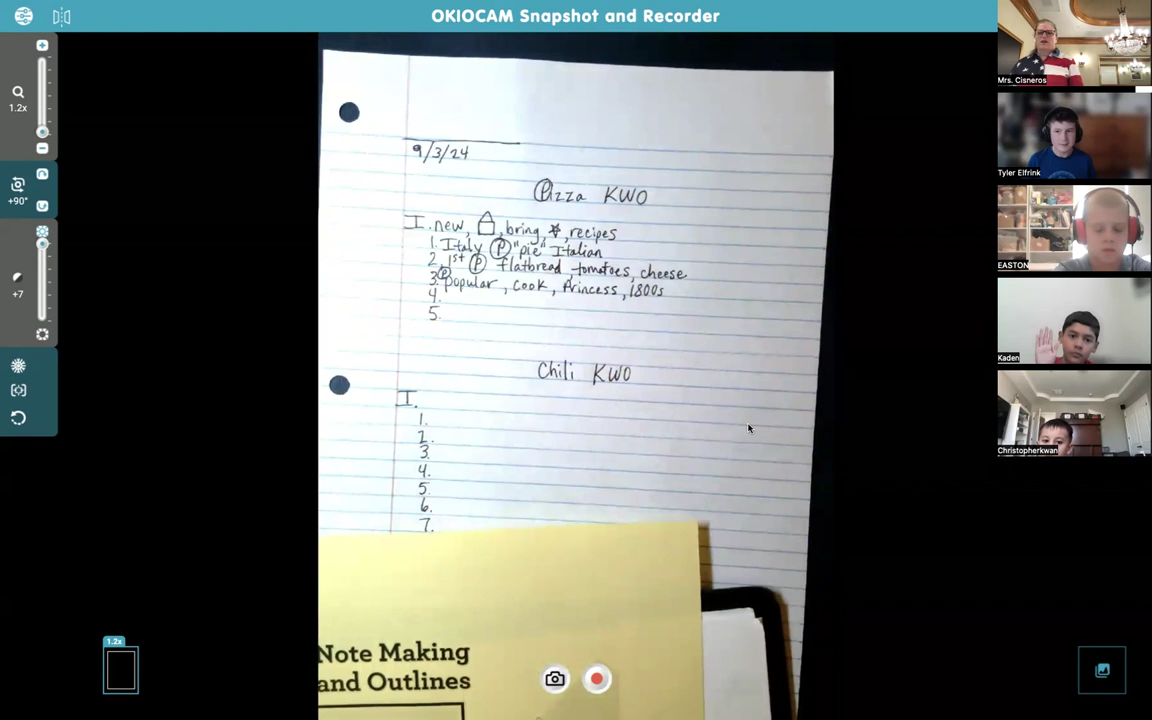 OKIOCAM Snapshot and Recorder
1.2x
+90°
+7
9/3/24
Pizza KWO
I. new, , bring, , recipes
1. Italy P "pie" Italian
2. 1st P flatbread, tomatoes, cheese
3. P popular, cook, Princess, 1800s
4.
5.
Chili KWO
I.
1.
2.
3.
4.
5.
6.
7.
Note Making
and Outlines
1.2x
Mrs. Cisneros
Tyler Elfrink
EASTON
Kaden
Christopherkwan